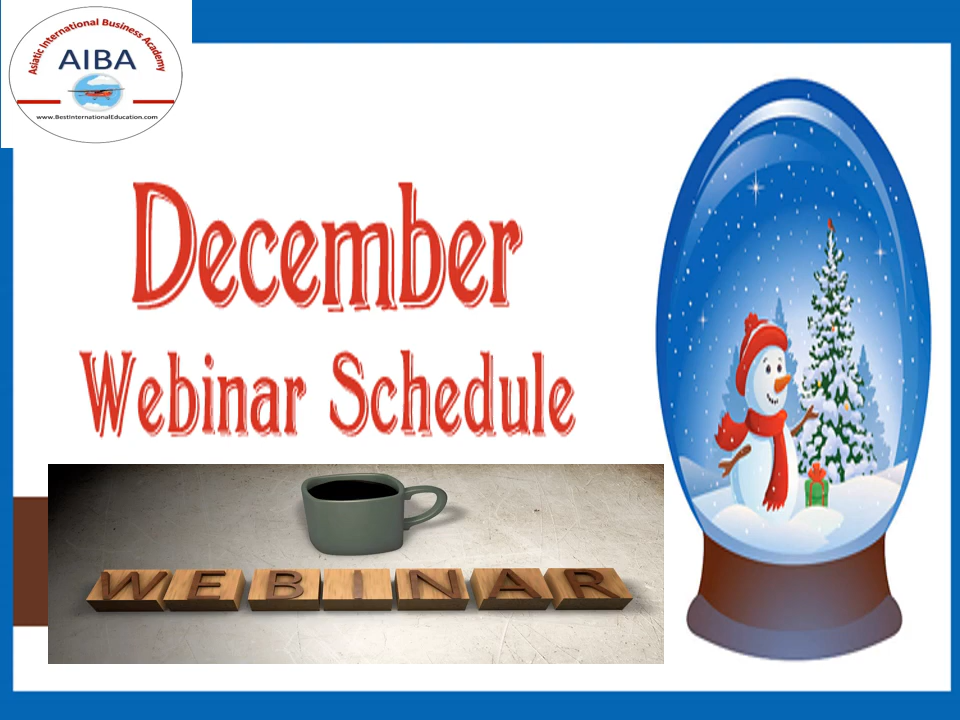 Asiatic International Business Academy
AIBA
www.BestInternationalEducation.com
December
Webinar Schedule
WEBINAR